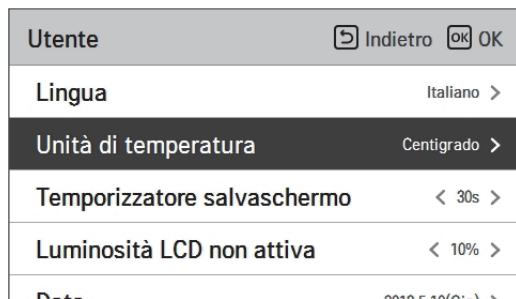 Utente Indietro OK OK
Lingua Italiano >
Unità di temperatura Centigrado >
Temporizzatore salvaschermo < 30s >
Luminosità LCD non attiva < 10% >